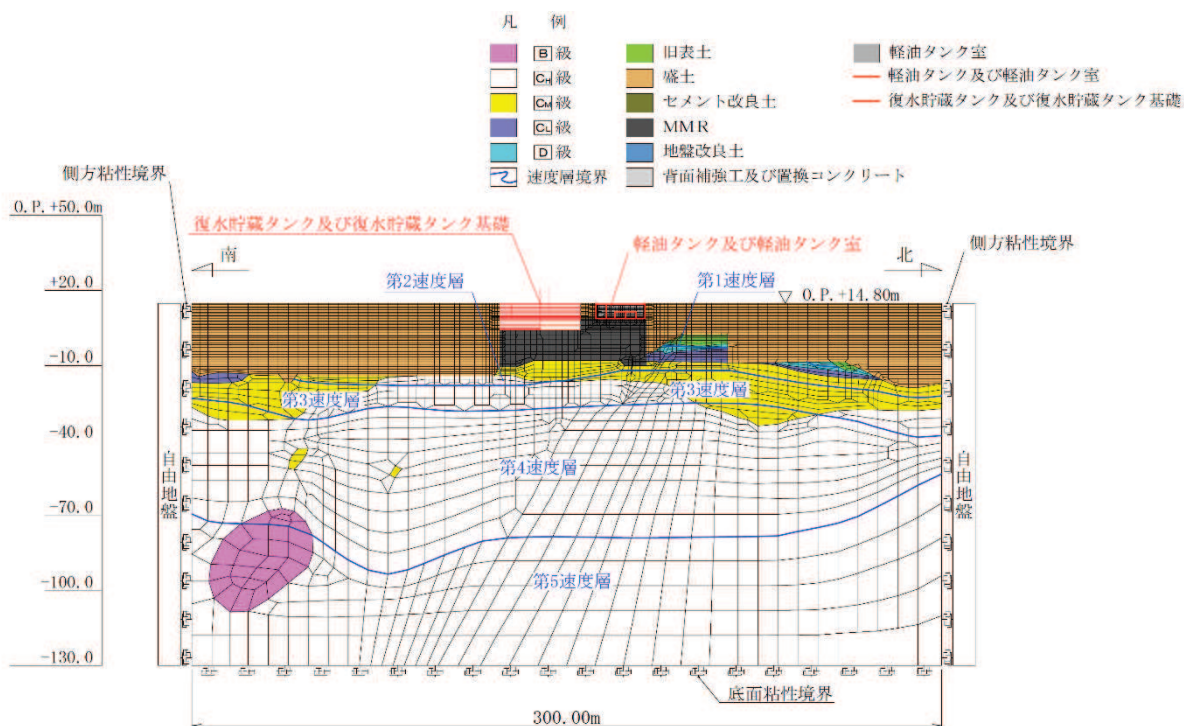 凡　例
B級
CH級
CM級
CL級
D級
速度層境界
旧表土
盛土
セメント改良土
MMR
地盤改良土
背面補強工及び置換コンクリート
軽油タンク室
軽油タンク及び軽油タンク室
復水貯蔵タンク及び復水貯蔵タンク基礎
側方粘性境界
O.P.+50.0m
復水貯蔵タンク及び復水貯蔵タンク基礎
軽油タンク及び軽油タンク室
側方粘性境界
南
北
+20.0
第2速度層
第1速度層
O.P.+14.80m
-10.0
第3速度層
第3速度層
-40.0
第4速度層
自由地盤
自由地盤
-70.0
第5速度層
-100.0
-130.0
底面粘性境界
300.00m